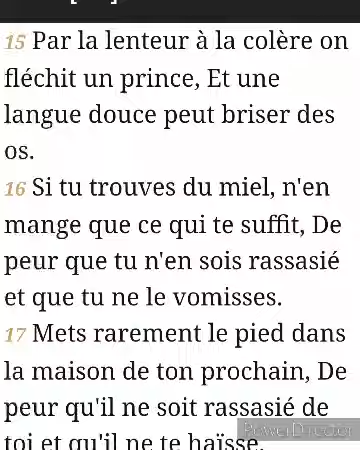 15 Par la lenteur à la colère on
fléchit un prince, Et une
langue douce peut briser des
os.
16 Si tu trouves du miel, n'en
mange que ce qui te suffit, De
peur que tu n'en sois rassasié
et que tu ne le vomisses.
17 Mets rarement le pied dans
la maison de ton prochain, De
peur qu'il ne soit rassasié de
toi et qu'il ne te haïsse.
PowerDirector